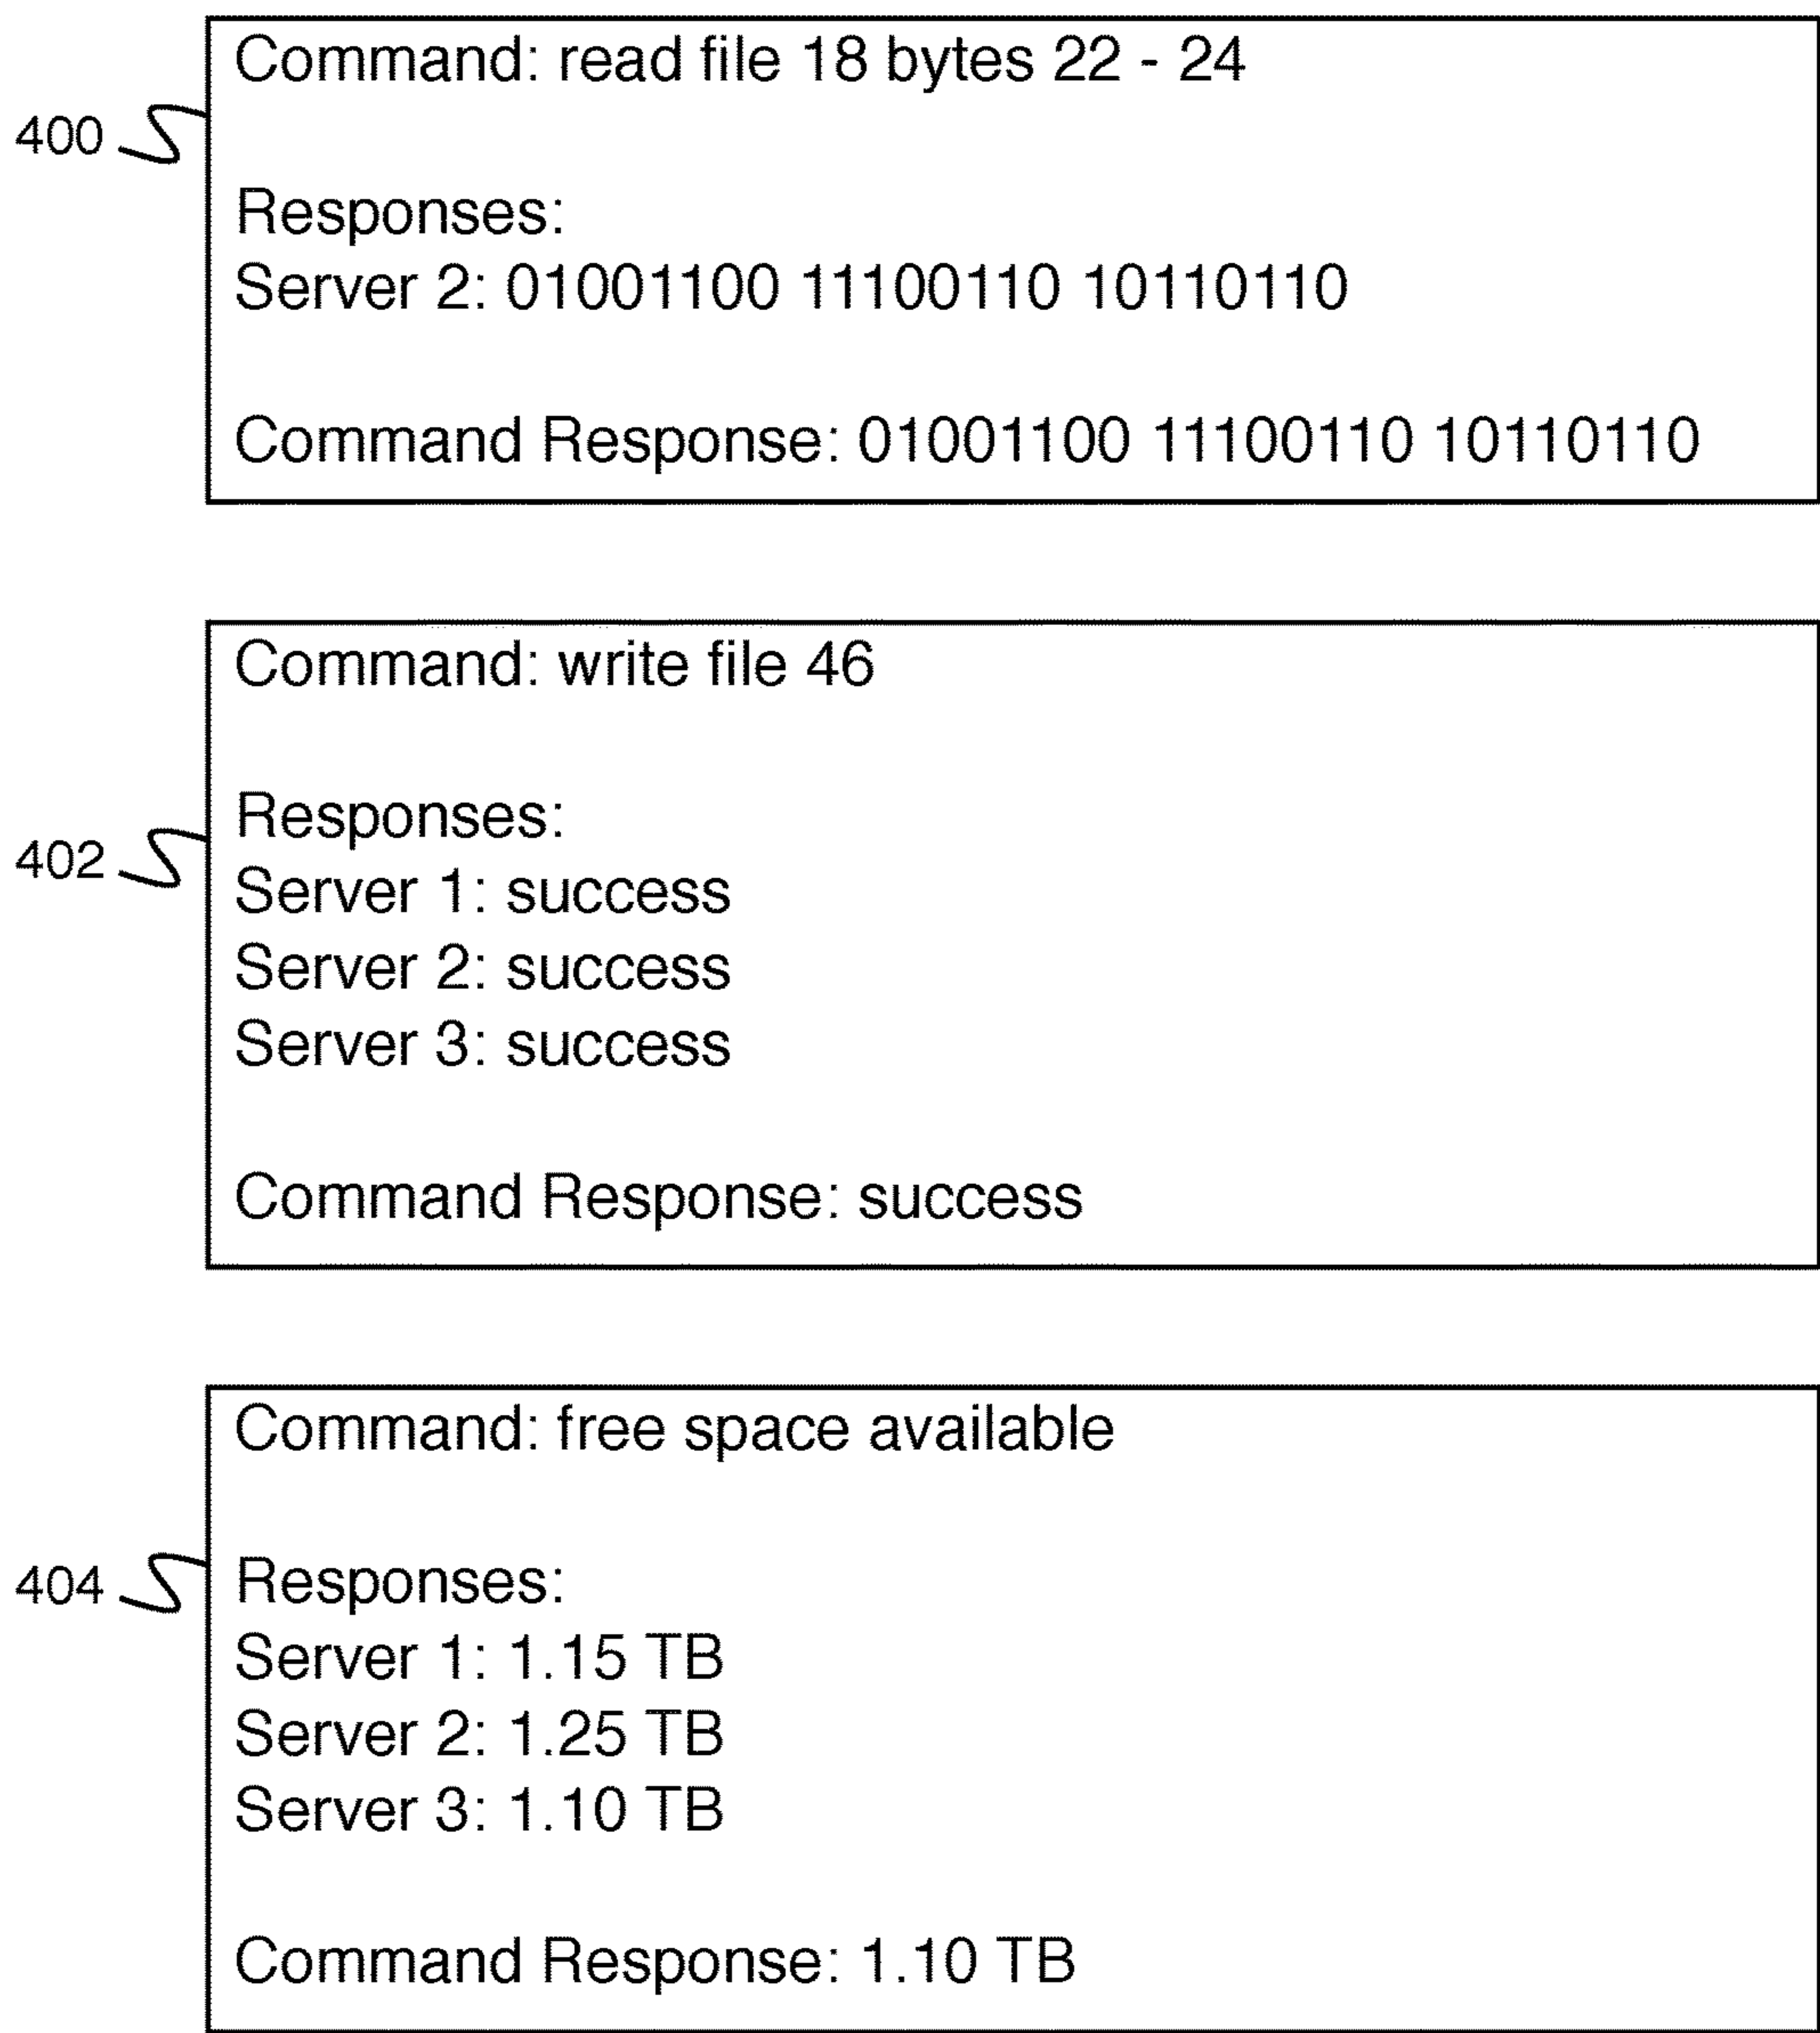 Command: read file 18 bytes 22 - 24
400
Responses:
Server 2: 01001100 11100110 10110110
Command Response: 01001100 11100110 10110110
Command: write file 46
Responses:
402
Server 1: success
Server 2: success
Server 3: success
Command Response: success
Command: free space available
404
Responses:
Server 1: 1.15 TB
Server 2: 1.25 TB
Server 3: 1.10 TB
Command Response: 1.10 TB